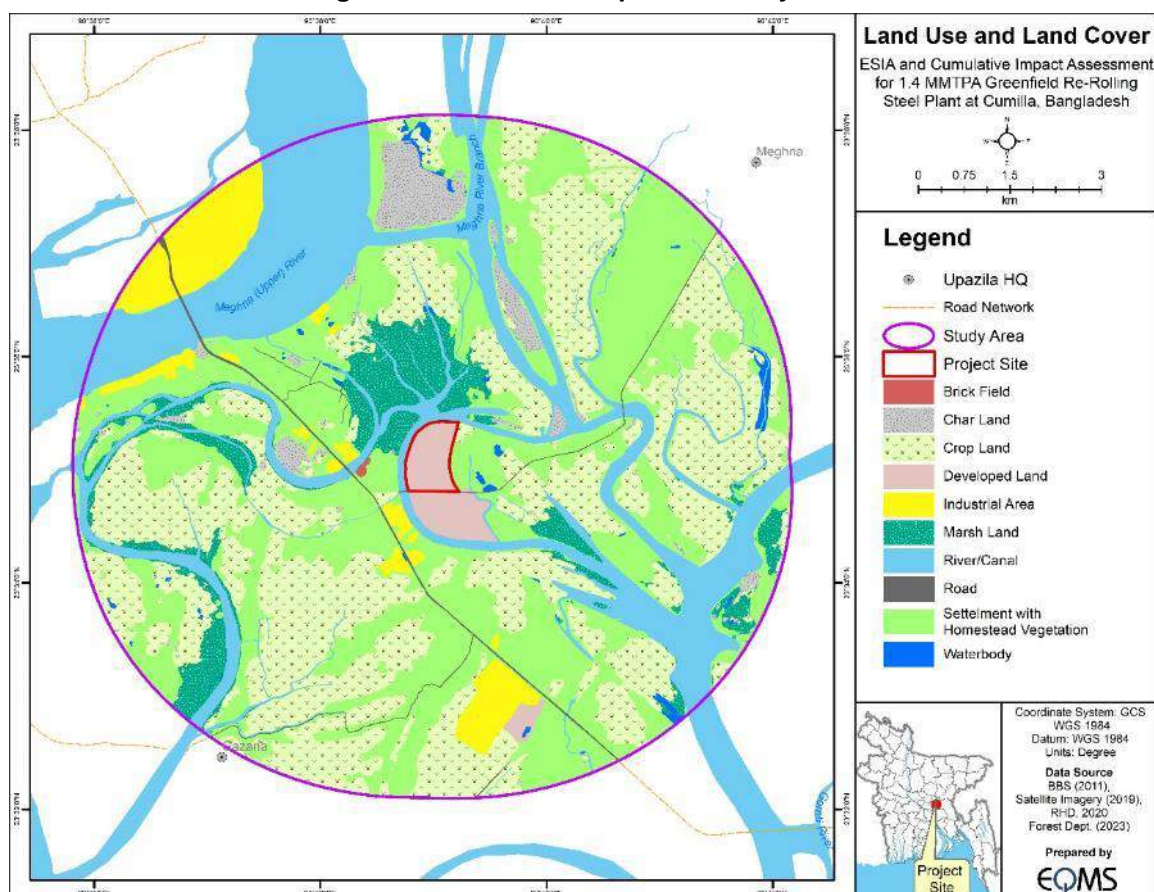 Land Use and Land Cover
ESIA and Cumulative Impact Assessment
for 1.4 MMTPA Greenfield Re-Rolling
Steel Plant at Cumilla, Bangladesh
N
S
0 0.75 1.5 3
km
Legend
Upazila HQ
Road Network
Study Area
Project Site
Brick Field
Char Land
Crop Land
Developed Land
Industrial Area
Marsh Land
River/Canal
Road
Settelment with
Homestead Vegetation
Waterbody
Meghna
Meghna River Branch
Meghna (Upper) River
Project
Site
Coordinate System: GCS
WGS 1984
Datum: WGS 1984
Units: Degree
Data Source
BBS (2011),
Satellite Imagery (2019),
RHD, 2020
Forest Dept. (2023)
Prepared by
EQMS